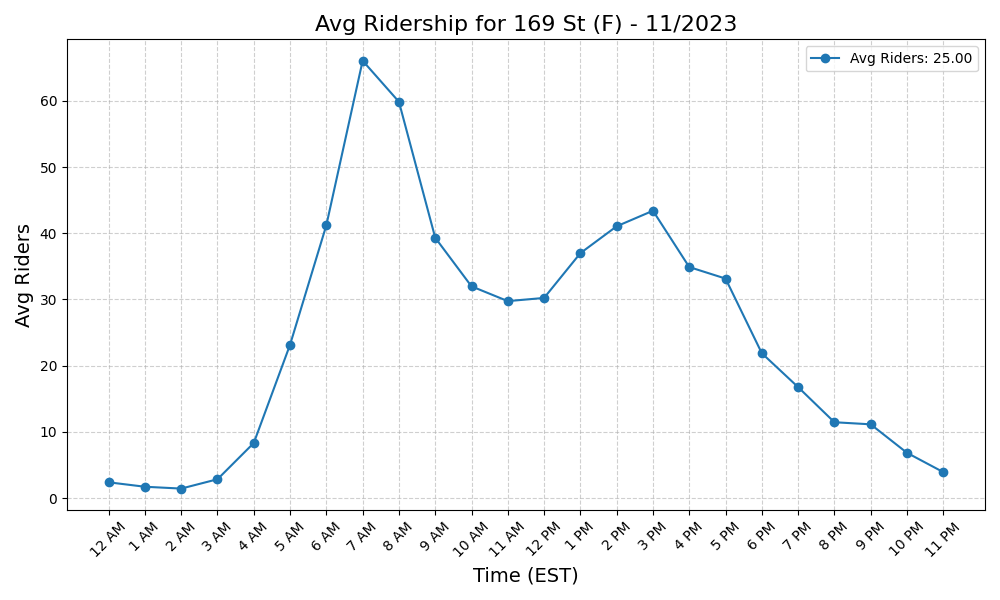 Avg Ridership for 169 St (F) - 11/2023
Avg Riders: 25.00
Avg Riders
60
50
40
30
20
10
0
12 AM
1 AM
2 AM
3 AM
4 AM
5 AM
6 AM
7 AM
8 AM
9 AM
10 AM
11 AM
12 PM
1 PM
2 PM
3 PM
4 PM
5 PM
6 PM
7 PM
8 PM
9 PM
10 PM
11 PM
Time (EST)